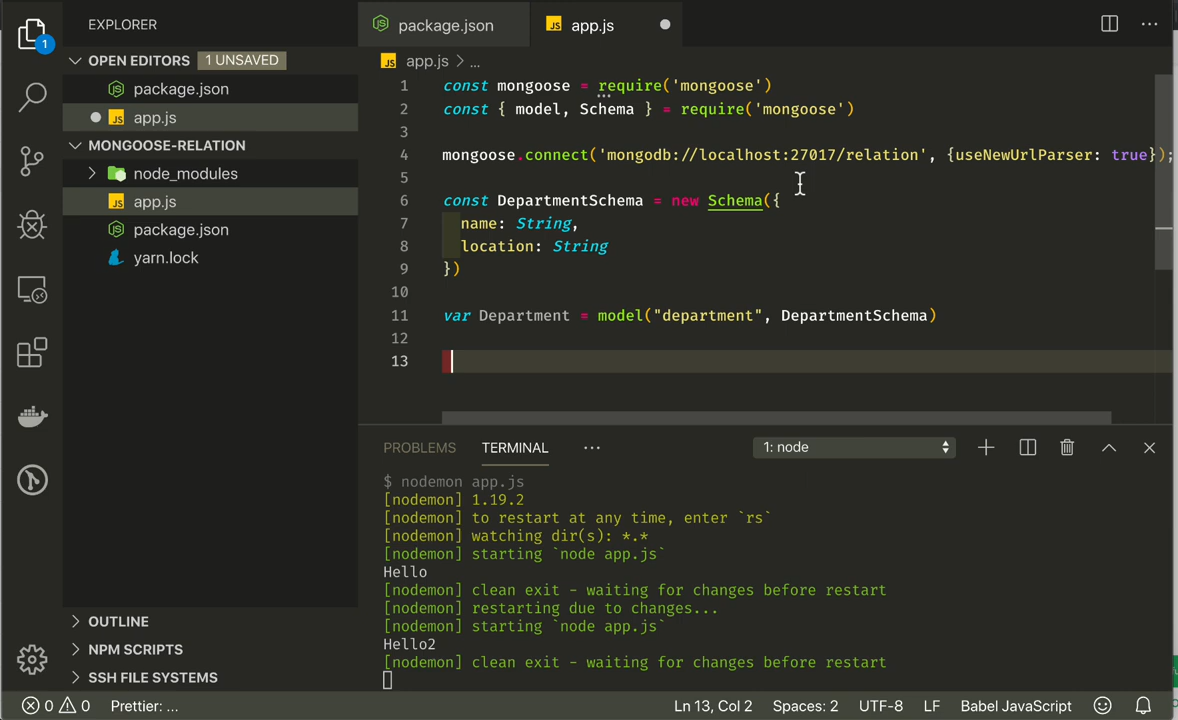 EXPLORER
package.json
app.js
1
OPEN EDITORS 1 UNSAVED
package.json
JS app.js
MONGOOSE-RELATION
node_modules
JS app.js
package.json
yarn.lock
OUTLINE
NPM SCRIPTS
SSH FILE SYSTEMS
JS app.js > ...
1 const mongoose = require('mongoose')
2 const { model, Schema } = require('mongoose')
3
4 mongoose.connect('mongodb://localhost:27017/relation', {useNewUrlParser: true});
5
6 const DepartmentSchema = new Schema({
7 name: String,
8 location: String
9 })
10
11 var Department = model("department", DepartmentSchema)
12
13
PROBLEMS TERMINAL ... 1: node
$ nodemon app.js
[nodemon] 1.19.2
[nodemon] to restart at any time, enter `rs`
[nodemon] watching dir(s): *.*
[nodemon] starting `node app.js`
Hello
[nodemon] clean exit - waiting for changes before restart
[nodemon] restarting due to changes...
[nodemon] starting `node app.js`
Hello2
[nodemon] clean exit - waiting for changes before restart
0 0 Prettier: ... Ln 13, Col 2 Spaces: 2 UTF-8 LF Babel JavaScript